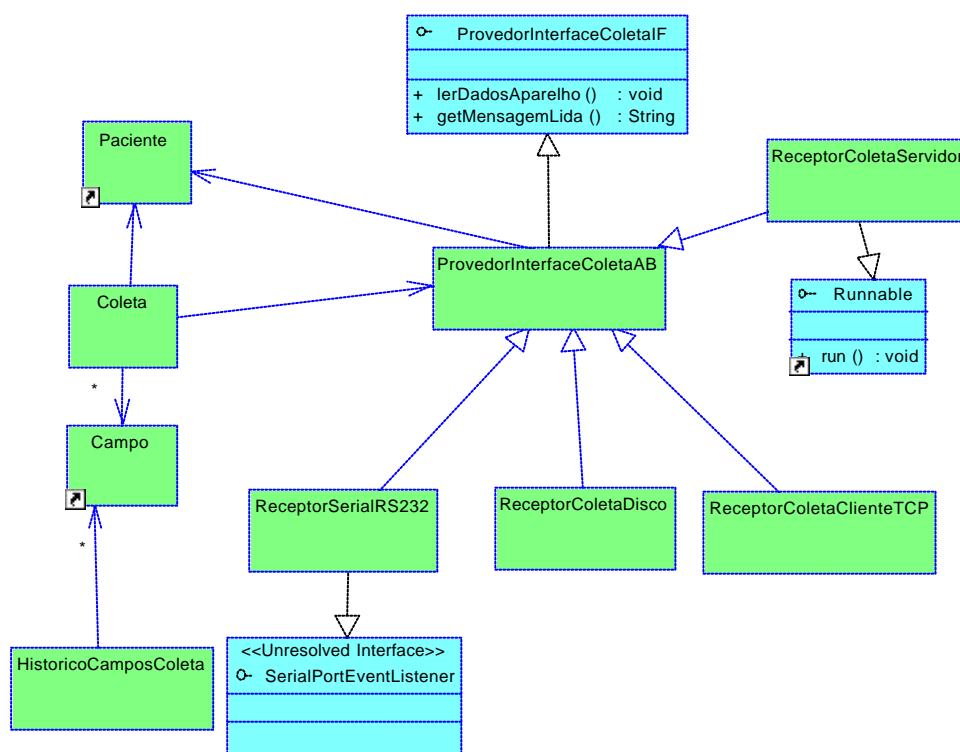 ProvedorInterfaceColetaIF
+ lerDadosAparelho () : void
+ getMensagemLida () : String
Paciente
ReceptorColetaServidor
ProvedorInterfaceColetaAB
Coleta
Runnable
+ run () : void
*
Campo
ReceptorSerialRS232
ReceptorColetaDisco
ReceptorColetaClienteTCP
*
<<Unresolved Interface>>
SerialPortEventListener
HistoricoCamposColeta